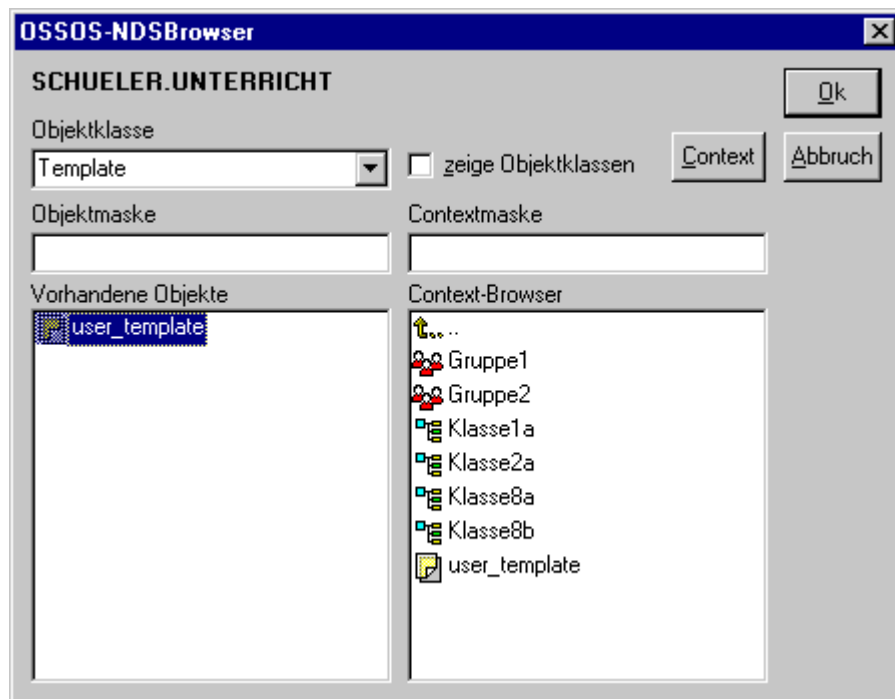 OSSOS-NDSBrowser
SCHUELER.UNTERRICHT
Ok
Objektklasse
Template
zeige Objektklassen
Context
Abbruch
Objektmaske
Contextmaske
Vorhandene Objekte
Context-Browser
user_template
..
Gruppe1
Gruppe2
Klasse1a
Klasse2a
Klasse8a
Klasse8b
user_template